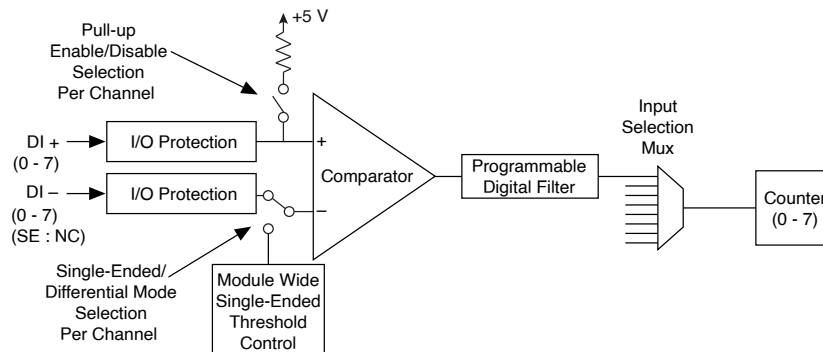 Pull-up
Enable/Disable
Selection
Per Channel
+5 V
DI +
(0 - 7)
I/O Protection
DI –
(0 - 7)
(SE : NC)
I/O Protection
+
–
Comparator
Programmable
Digital Filter
Input
Selection
Mux
Counter
(0 - 7)
Single-Ended/
Differential Mode
Selection
Per Channel
Module Wide
Single-Ended
Threshold
Control